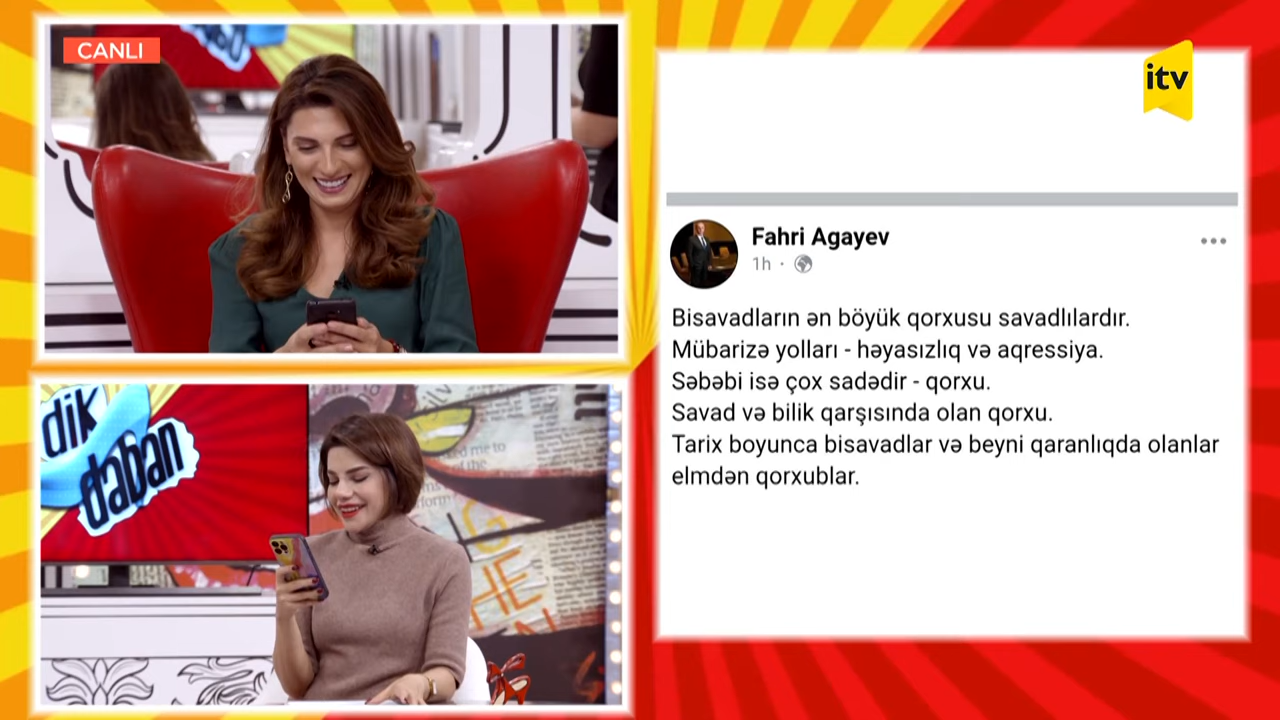 CANLI
itv
Fahri Agayev
1h ·
Bisavadların ən böyük qorxusu savadlılardır.
Mübarizə yolları - həyasızlıq və aqressiya.
Səbəbi isə çox sadədir - qorxu.
Savad və bilik qarşısında olan qorxu.
Tarix boyunca bisavadlar və beyni qaranlıqda olanlar
elmdən qorxublar.
dik
daban